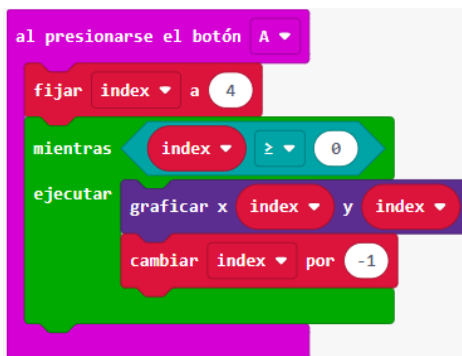 al presionarse el botón A
fijar index a 4
mientras index ≥ 0
ejecutar
graficar x index y index
cambiar index por -1